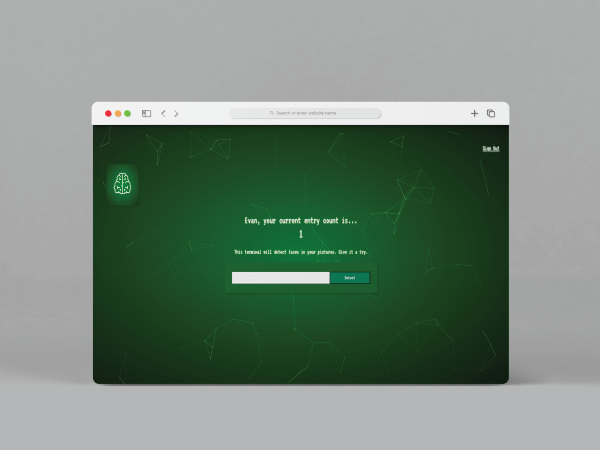 Search or enter website name
Sign Out
Evan, your current entry count is...
1
This terminal will detect faces in your pictures. Give it a try.
Select